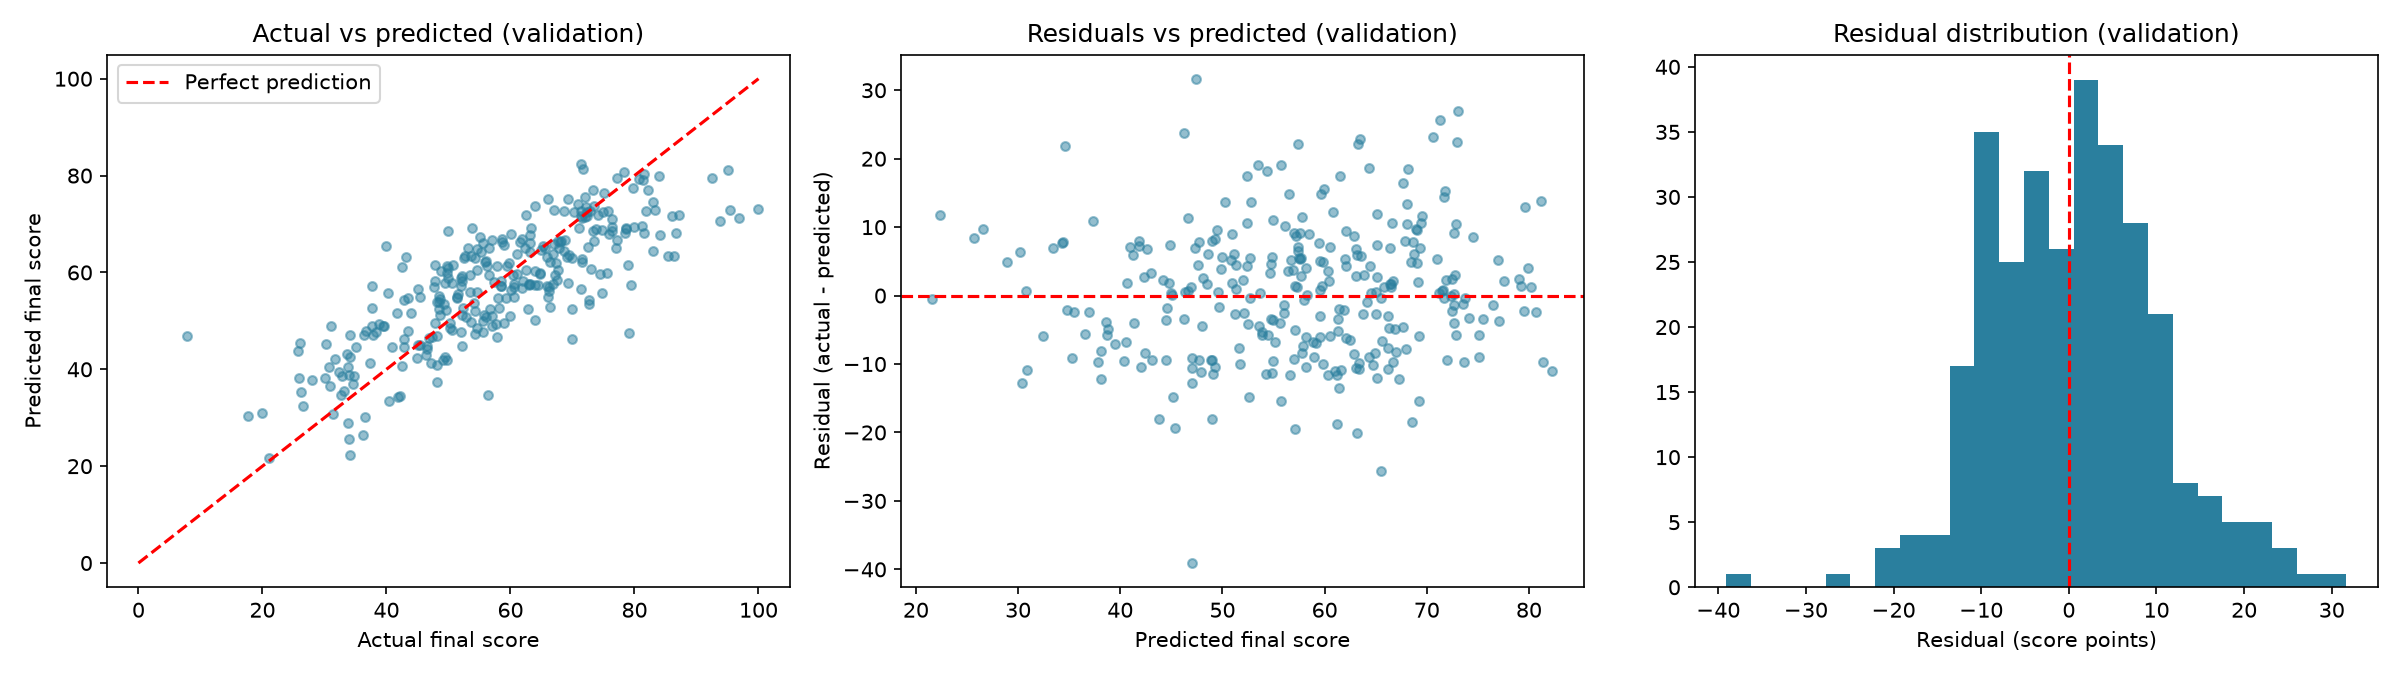 Actual vs predicted (validation)
Perfect prediction
100
80
60
40
20
0
Predicted final score
0 20 40 60 80 100
Actual final score
Residuals vs predicted (validation)
30
20
10
0
−10
−20
−30
−40
Residual (actual - predicted)
20 30 40 50 60 70 80
Predicted final score
Residual distribution (validation)
40
35
30
25
20
15
10
5
0
−40 −30 −20 −10 0 10 20 30
Residual (score points)